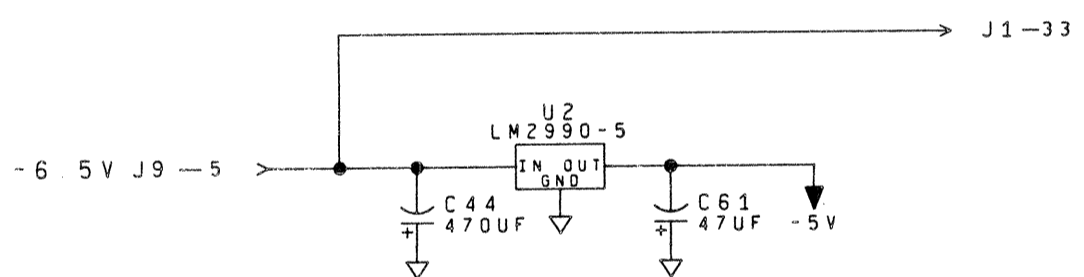 J1-33
U2
LM2990-5
-6.5V J9-5
IN OUT
GND
C44
470UF
+
C61
47UF
+
-5V